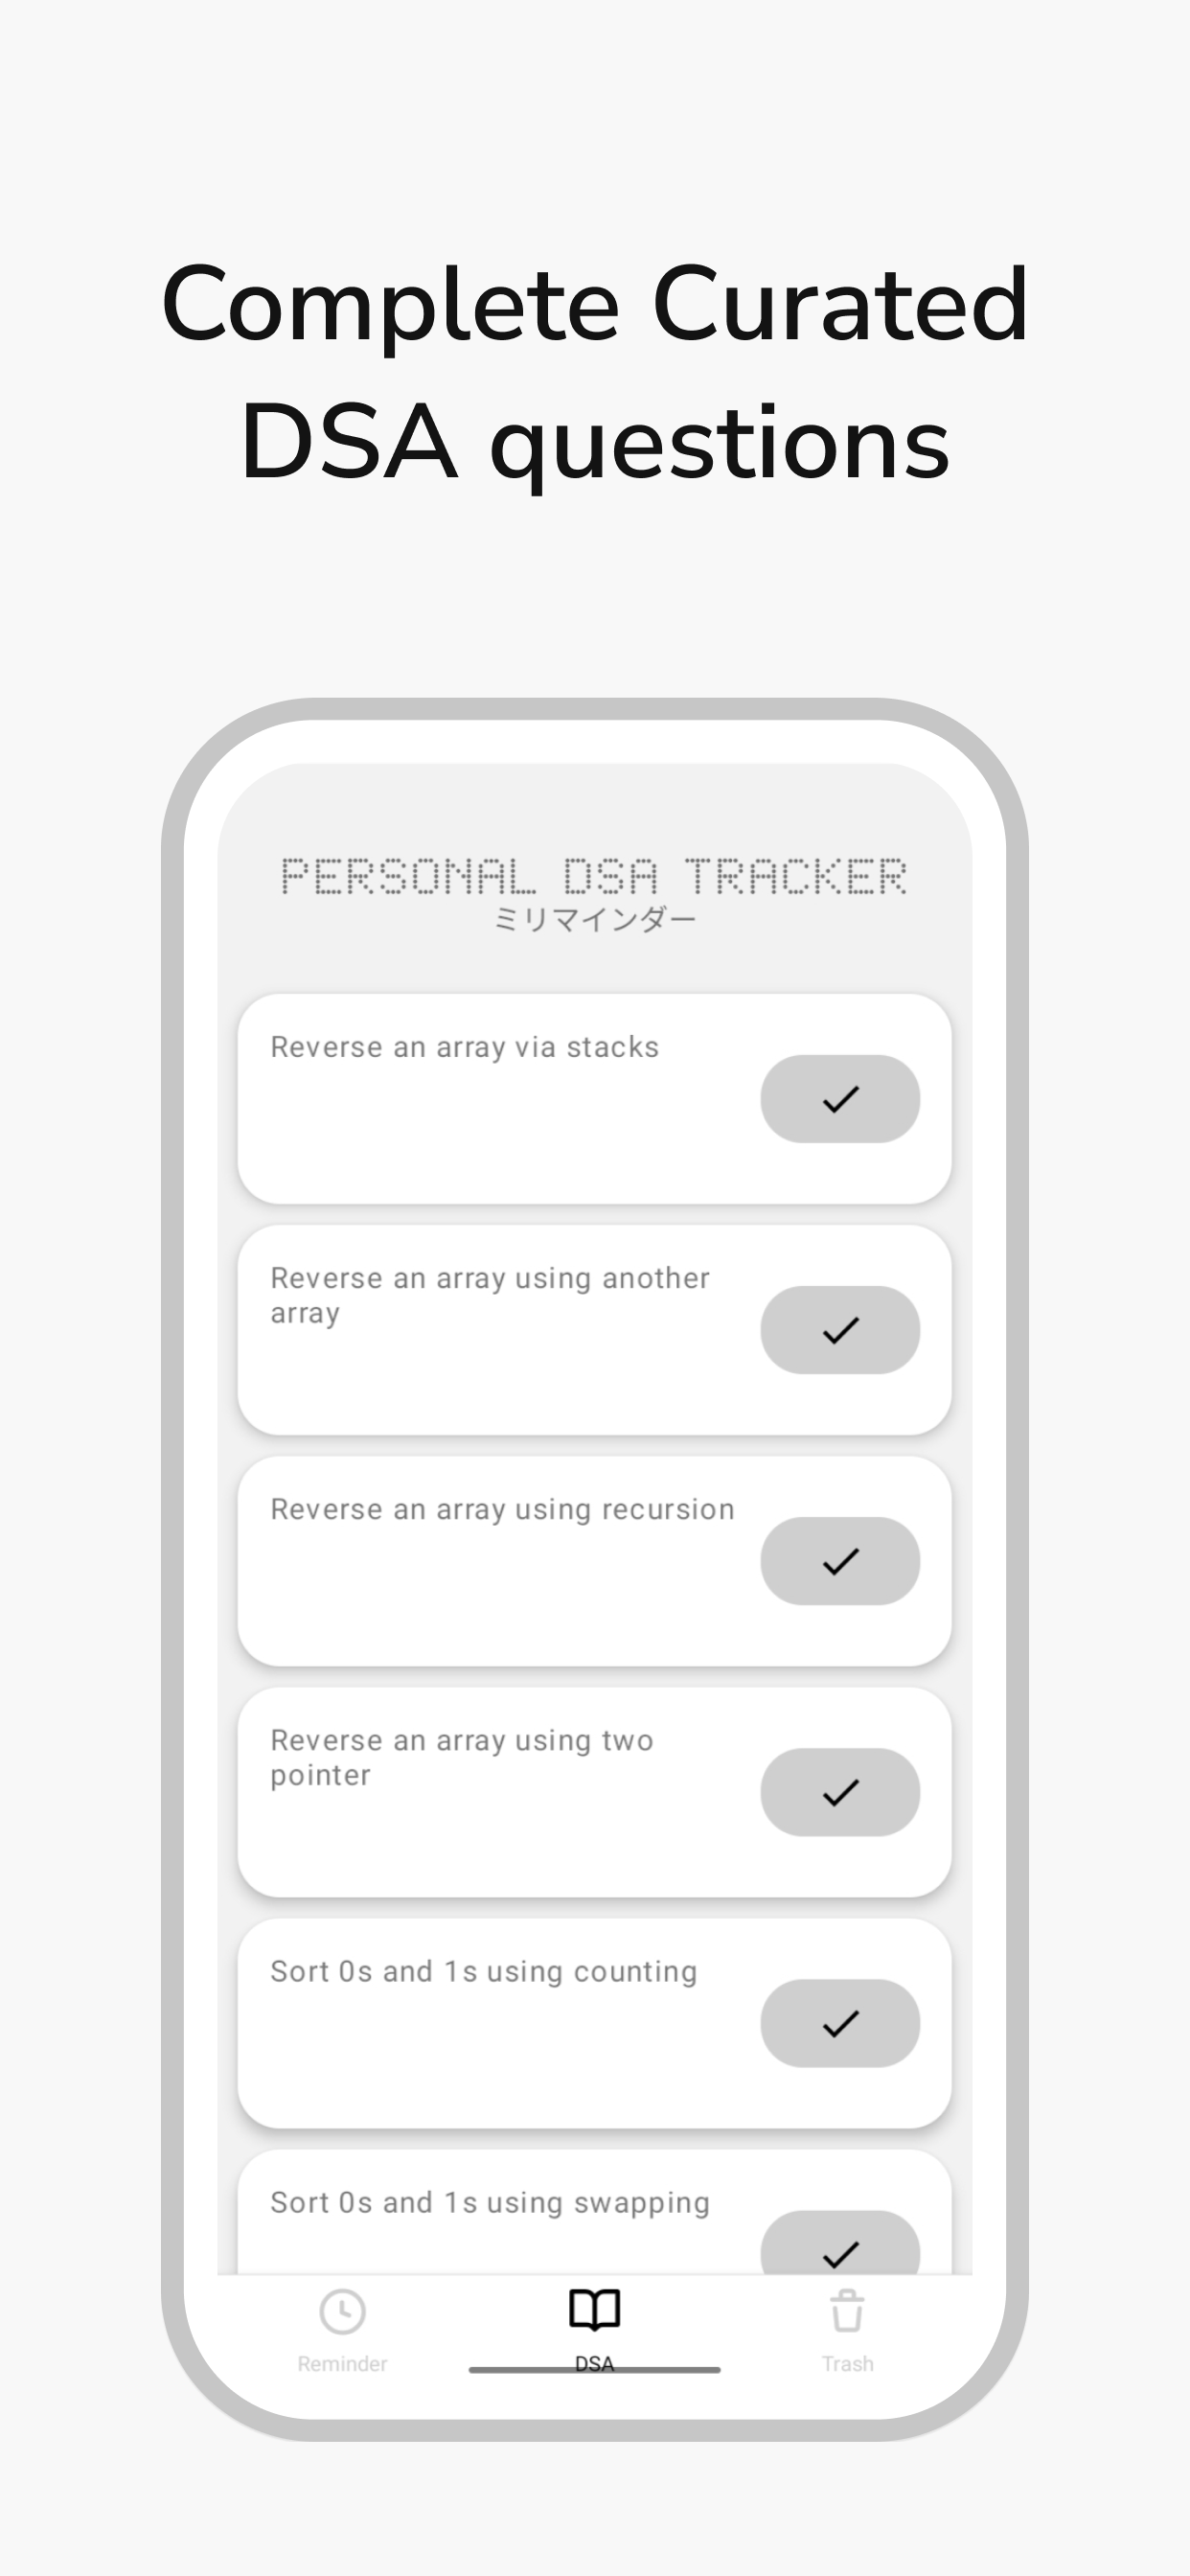 Complete Curated
DSA questions
PERSONAL DSA TRACKER
ミリマインダー
Reverse an array via stacks
Reverse an array using another
array
Reverse an array using recursion
Reverse an array using two
pointer
Sort 0s and 1s using counting
Sort 0s and 1s using swapping
Reminder
DSA
Trash